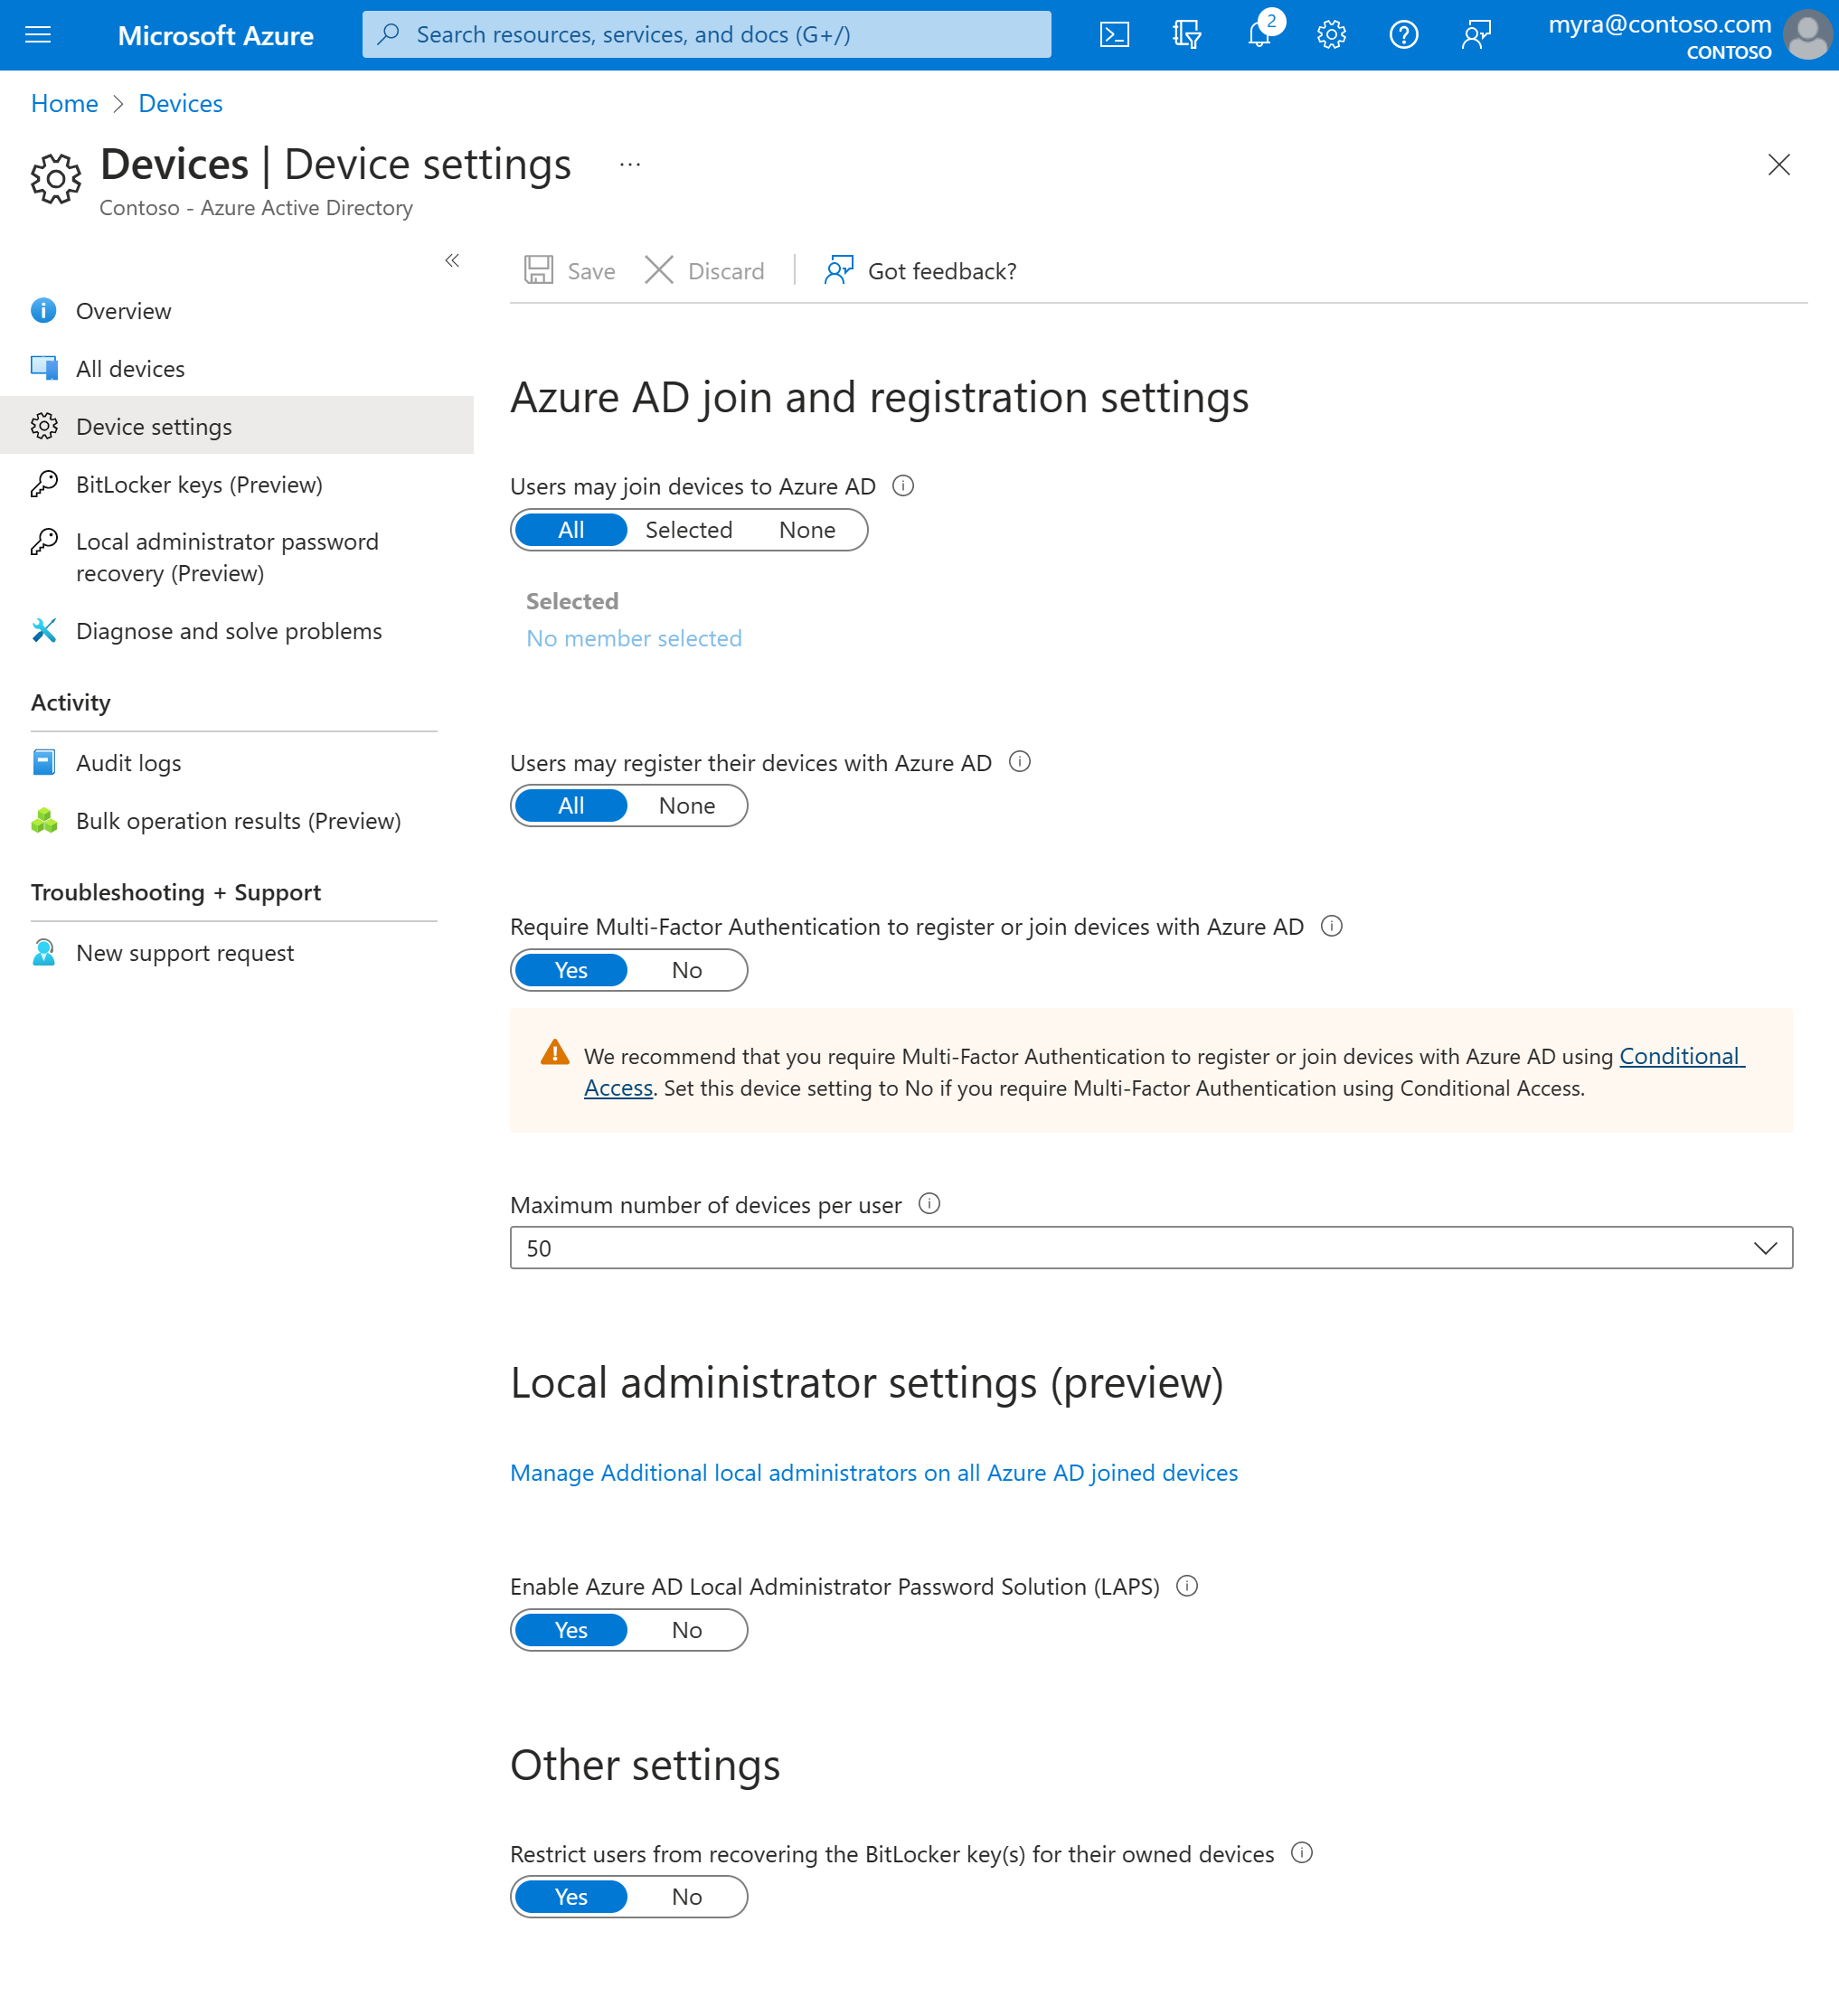 Microsoft Azure
Search resources, services, and docs (G+/)
2
myra@contoso.com
CONTOSO
Home > Devices
Devices | Device settings ...
Contoso - Azure Active Directory
«
Overview
All devices
Device settings
BitLocker keys (Preview)
Local administrator password
recovery (Preview)
Diagnose and solve problems
Activity
Audit logs
Bulk operation results (Preview)
Troubleshooting + Support
New support request
Save
Discard
Got feedback?
Azure AD join and registration settings
Users may join devices to Azure AD
All Selected None
Selected
No member selected
Users may register their devices with Azure AD
All None
Require Multi-Factor Authentication to register or join devices with Azure AD
Yes No
We recommend that you require Multi-Factor Authentication to register or join devices with Azure AD using Conditional
Access. Set this device setting to No if you require Multi-Factor Authentication using Conditional Access.
Maximum number of devices per user
50
Local administrator settings (preview)
Manage Additional local administrators on all Azure AD joined devices
Enable Azure AD Local Administrator Password Solution (LAPS)
Yes No
Other settings
Restrict users from recovering the BitLocker key(s) for their owned devices
Yes No